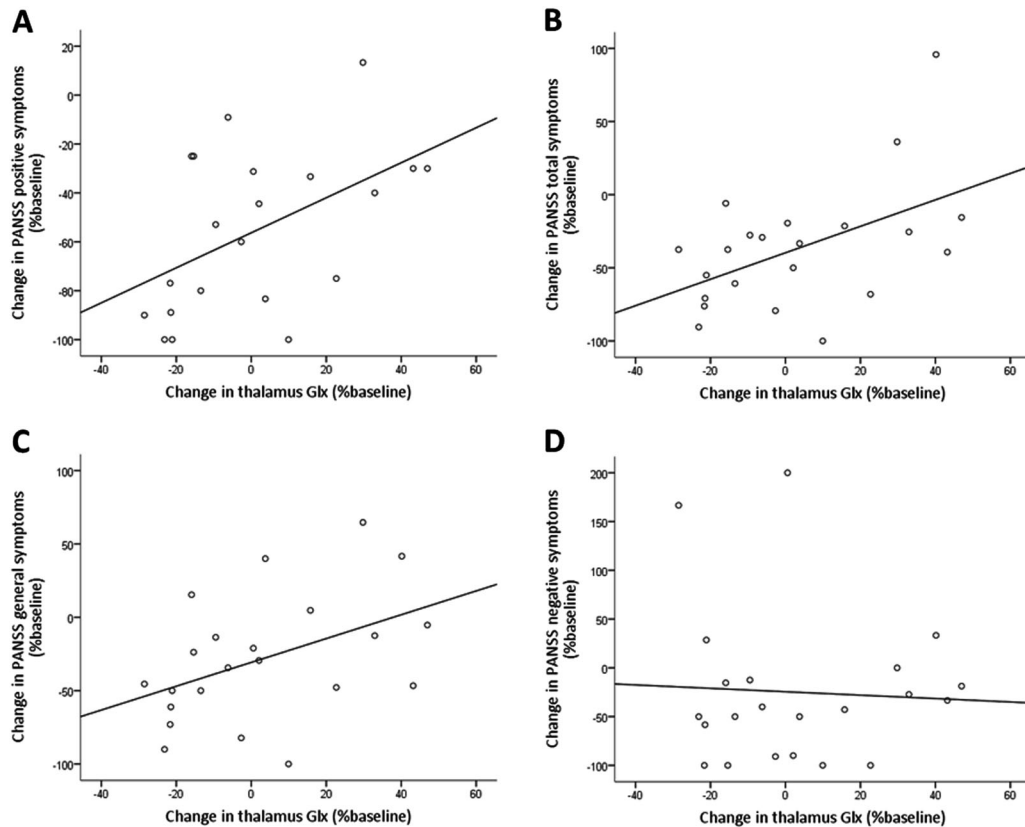 A
20
0
-20
-40
-60
-80
-100
Change in PANSS positive symptoms
(%baseline)
-40 -20 0 20 40 60
Change in thalamus Glx (%baseline)
B
100
50
-0
-50
-100
Change in PANSS total symptoms
(%baseline)
-40 -20 0 20 40 60
Change in thalamus Glx (%baseline)
C
100
50
0
-50
-100
Change in PANSS general symptoms
(%baseline)
-40 -20 0 20 40 60
Change in thalamus Glx (%baseline)
D
200
150
100
50
-0
-50
-100
Change in PANSS negative symptoms
(%baseline)
-40 -20 0 20 40 60
Change in thalamus Glx (%baseline)